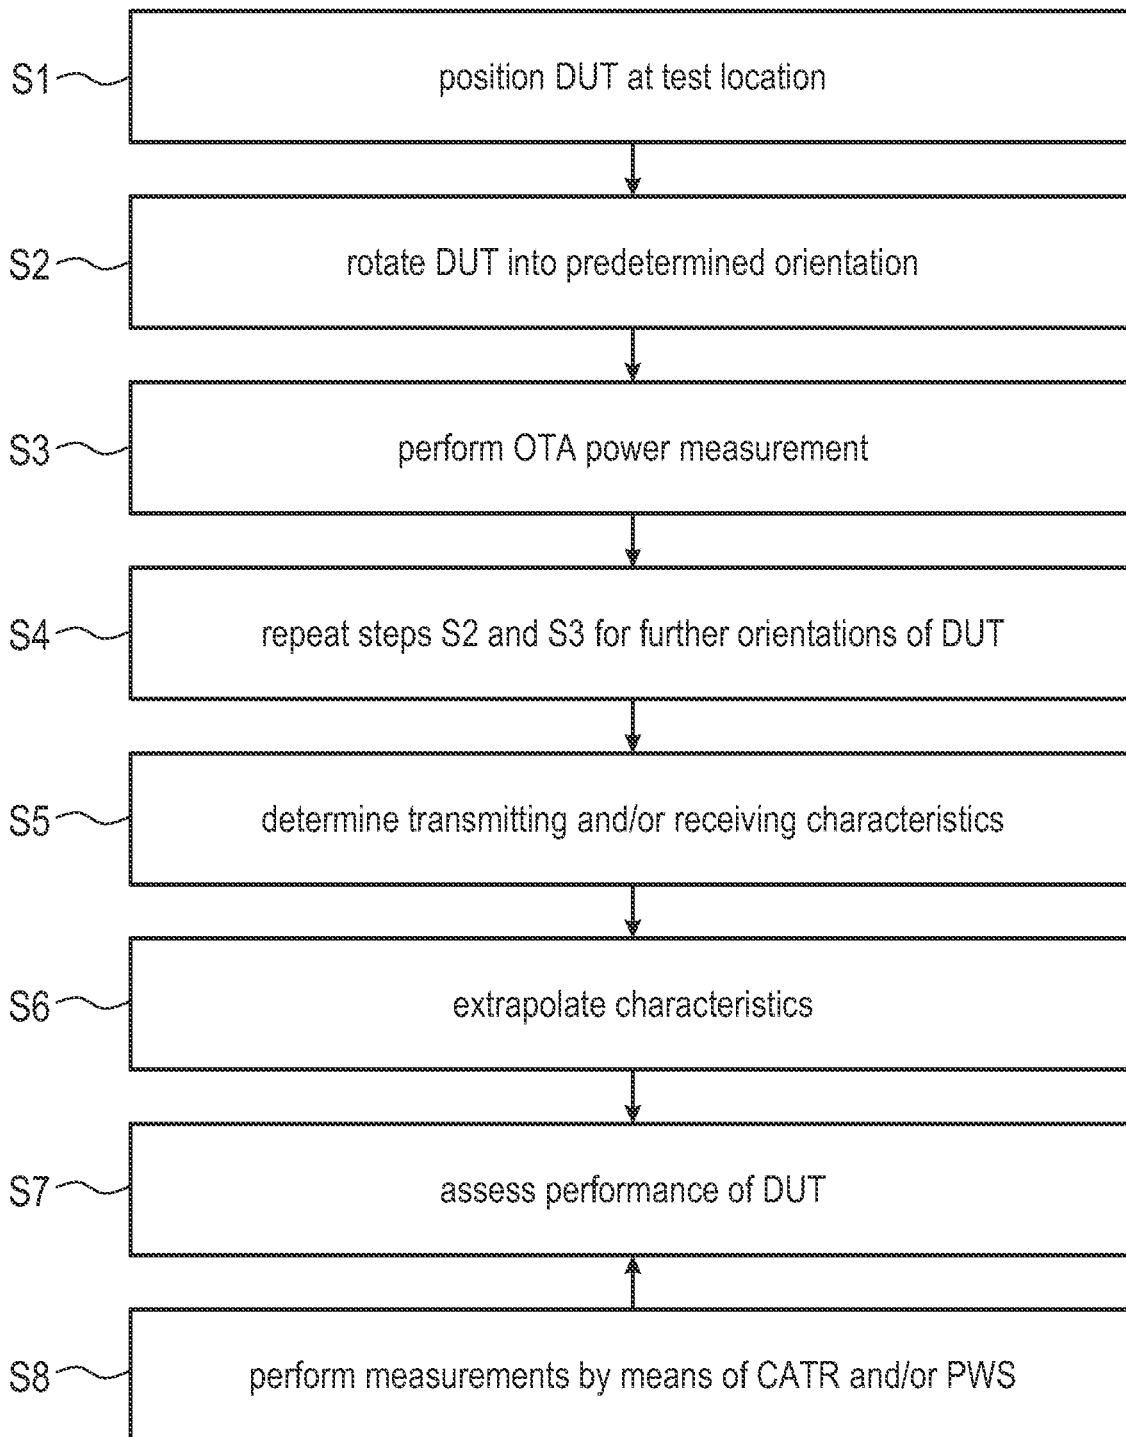 S1 position DUT at test location
S2 rotate DUT into predetermined orientation
S3 perform OTA power measurement
S4 repeat steps S2 and S3 for further orientations of DUT
S5 determine transmitting and/or receiving characteristics
S6 extrapolate characteristics
S7 assess performance of DUT
S8 perform measurements by means of CATR and/or PWS